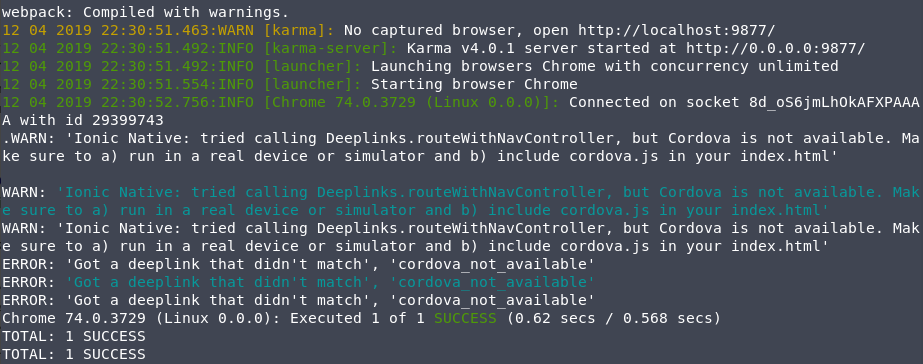 webpack: Compiled with warnings.
12 04 2019 22:30:51.463:WARN [karma]: No captured browser, open http://localhost:9877/
12 04 2019 22:30:51.492:INFO [karma-server]: Karma v4.0.1 server started at http://0.0.0.0:9877/
12 04 2019 22:30:51.492:INFO [launcher]: Launching browsers Chrome with concurrency unlimited
12 04 2019 22:30:51.554:INFO [launcher]: Starting browser Chrome
12 04 2019 22:30:52.756:INFO [Chrome 74.0.3729 (Linux 0.0.0)]: Connected on socket 8d_oS6jmLhOkAFXPAAA
A with id 29399743
.WARN: 'Ionic Native: tried calling Deeplinks.routeWithNavController, but Cordova is not available. Ma
ke sure to a) run in a real device or simulator and b) include cordova.js in your index.html'
WARN: 'Ionic Native: tried calling Deeplinks.routeWithNavController, but Cordova is not available. Mak
e sure to a) run in a real device or simulator and b) include cordova.js in your index.html'
WARN: 'Ionic Native: tried calling Deeplinks.routeWithNavController, but Cordova is not available. Mak
e sure to a) run in a real device or simulator and b) include cordova.js in your index.html'
ERROR: 'Got a deeplink that didn't match', 'cordova_not_available'
ERROR: 'Got a deeplink that didn't match', 'cordova_not_available'
ERROR: 'Got a deeplink that didn't match', 'cordova_not_available'
Chrome 74.0.3729 (Linux 0.0.0): Executed 1 of 1 SUCCESS (0.62 secs / 0.568 secs)
TOTAL: 1 SUCCESS
TOTAL: 1 SUCCESS